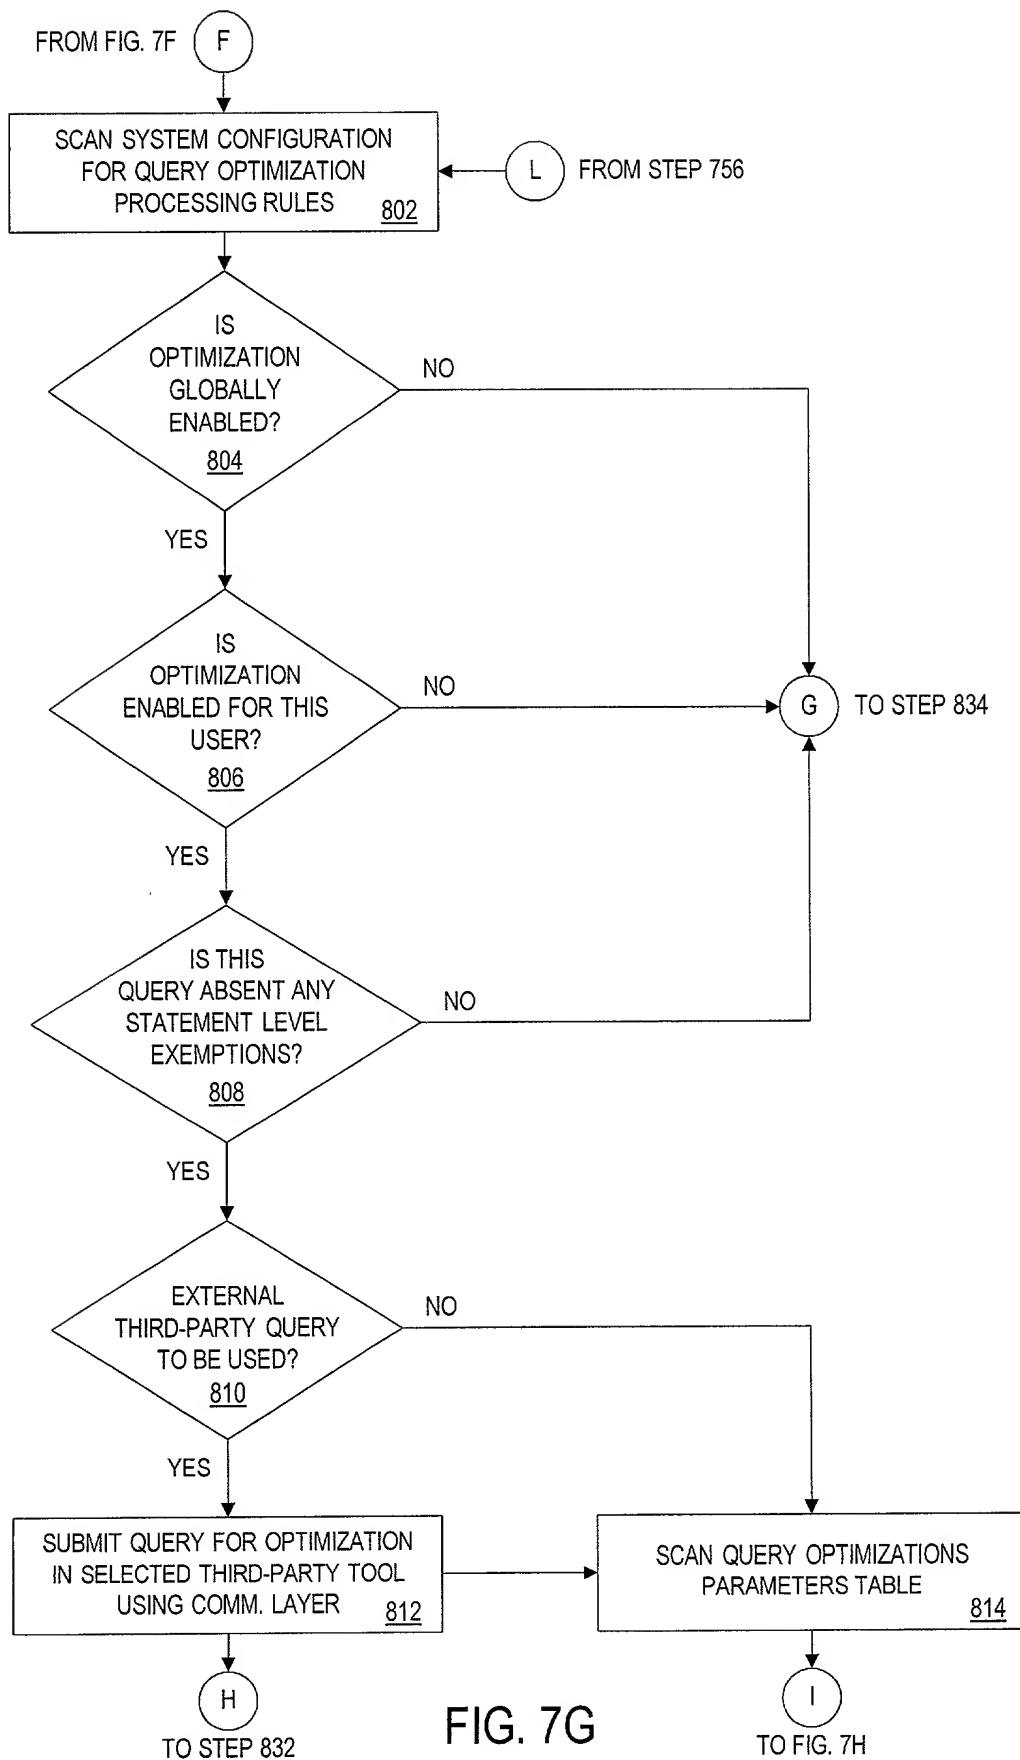 FROM FIG. 7F
F
SCAN SYSTEM CONFIGURATION
FOR QUERY OPTIMIZATION
PROCESSING RULES
802
L
FROM STEP 756
IS
OPTIMIZATION
GLOBALLY
ENABLED?
804
NO
YES
IS
OPTIMIZATION
ENABLED FOR THIS
USER?
806
NO
G
TO STEP 834
YES
IS THIS
QUERY ABSENT ANY
STATEMENT LEVEL
EXEMPTIONS?
808
NO
YES
EXTERNAL
THIRD-PARTY QUERY
TO BE USED?
810
NO
YES
SUBMIT QUERY FOR OPTIMIZATION
IN SELECTED THIRD-PARTY TOOL
USING COMM. LAYER
812
SCAN QUERY OPTIMIZATIONS
PARAMETERS TABLE
814
H
TO STEP 832
FIG. 7G
I
TO FIG. 7H